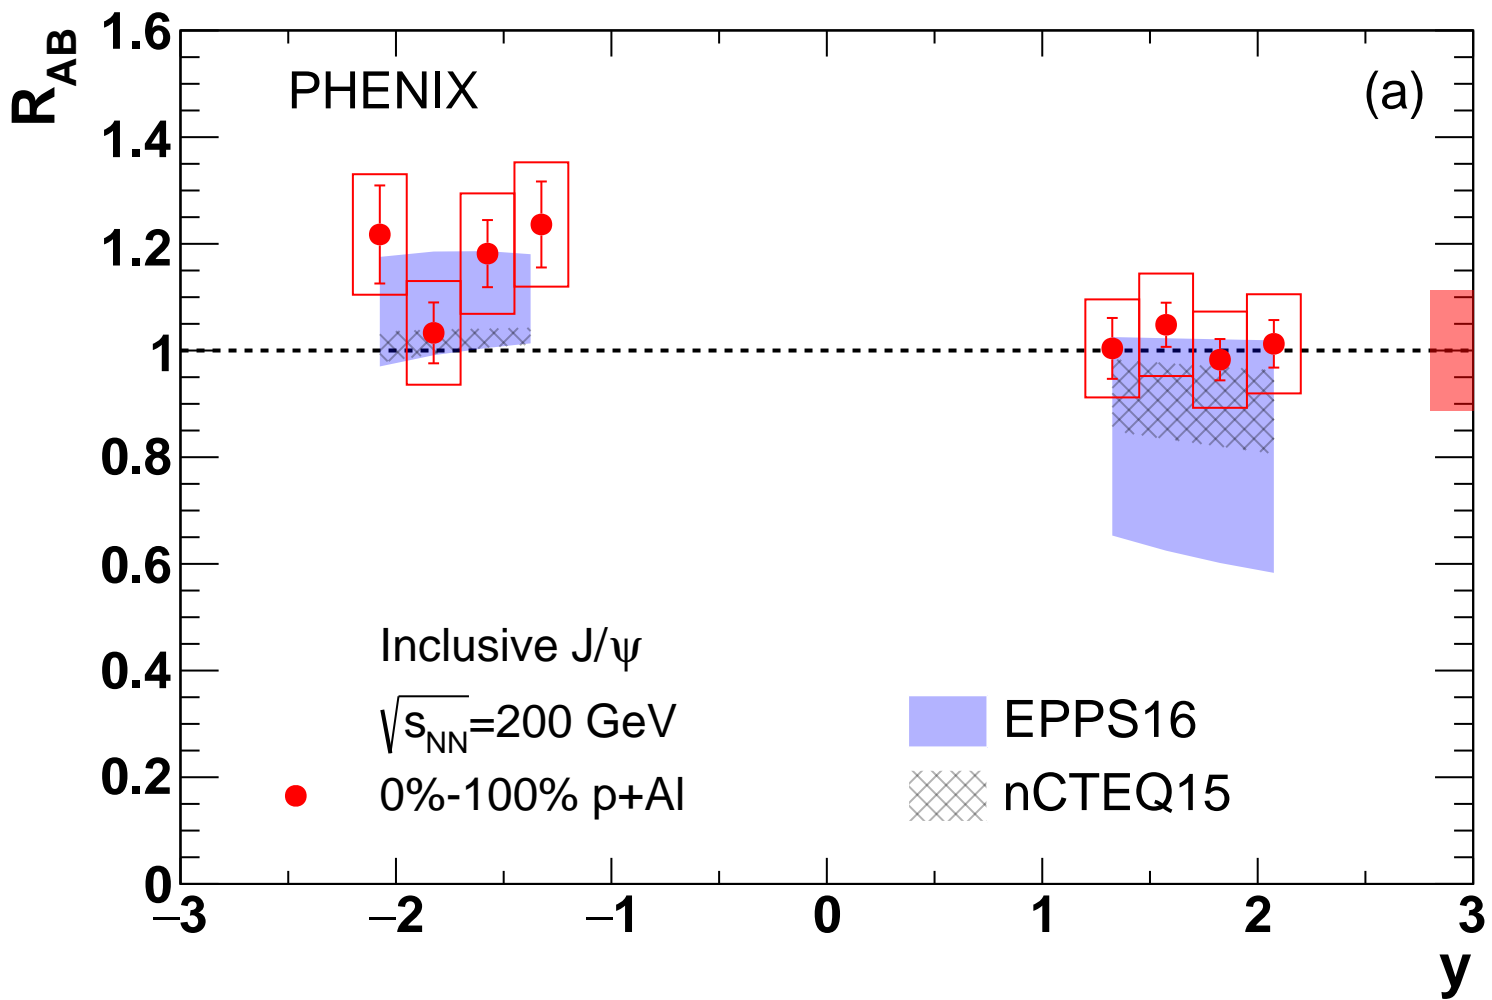 R_AB
PHENIX
(a)
1.6
1.4
1.2
1
0.8
0.6
0.4
0.2
0
Inclusive J/ψ
√s_NN=200 GeV
0%-100% p+Al
EPPS16
nCTEQ15
−3 −2 −1 0 1 2 3
y